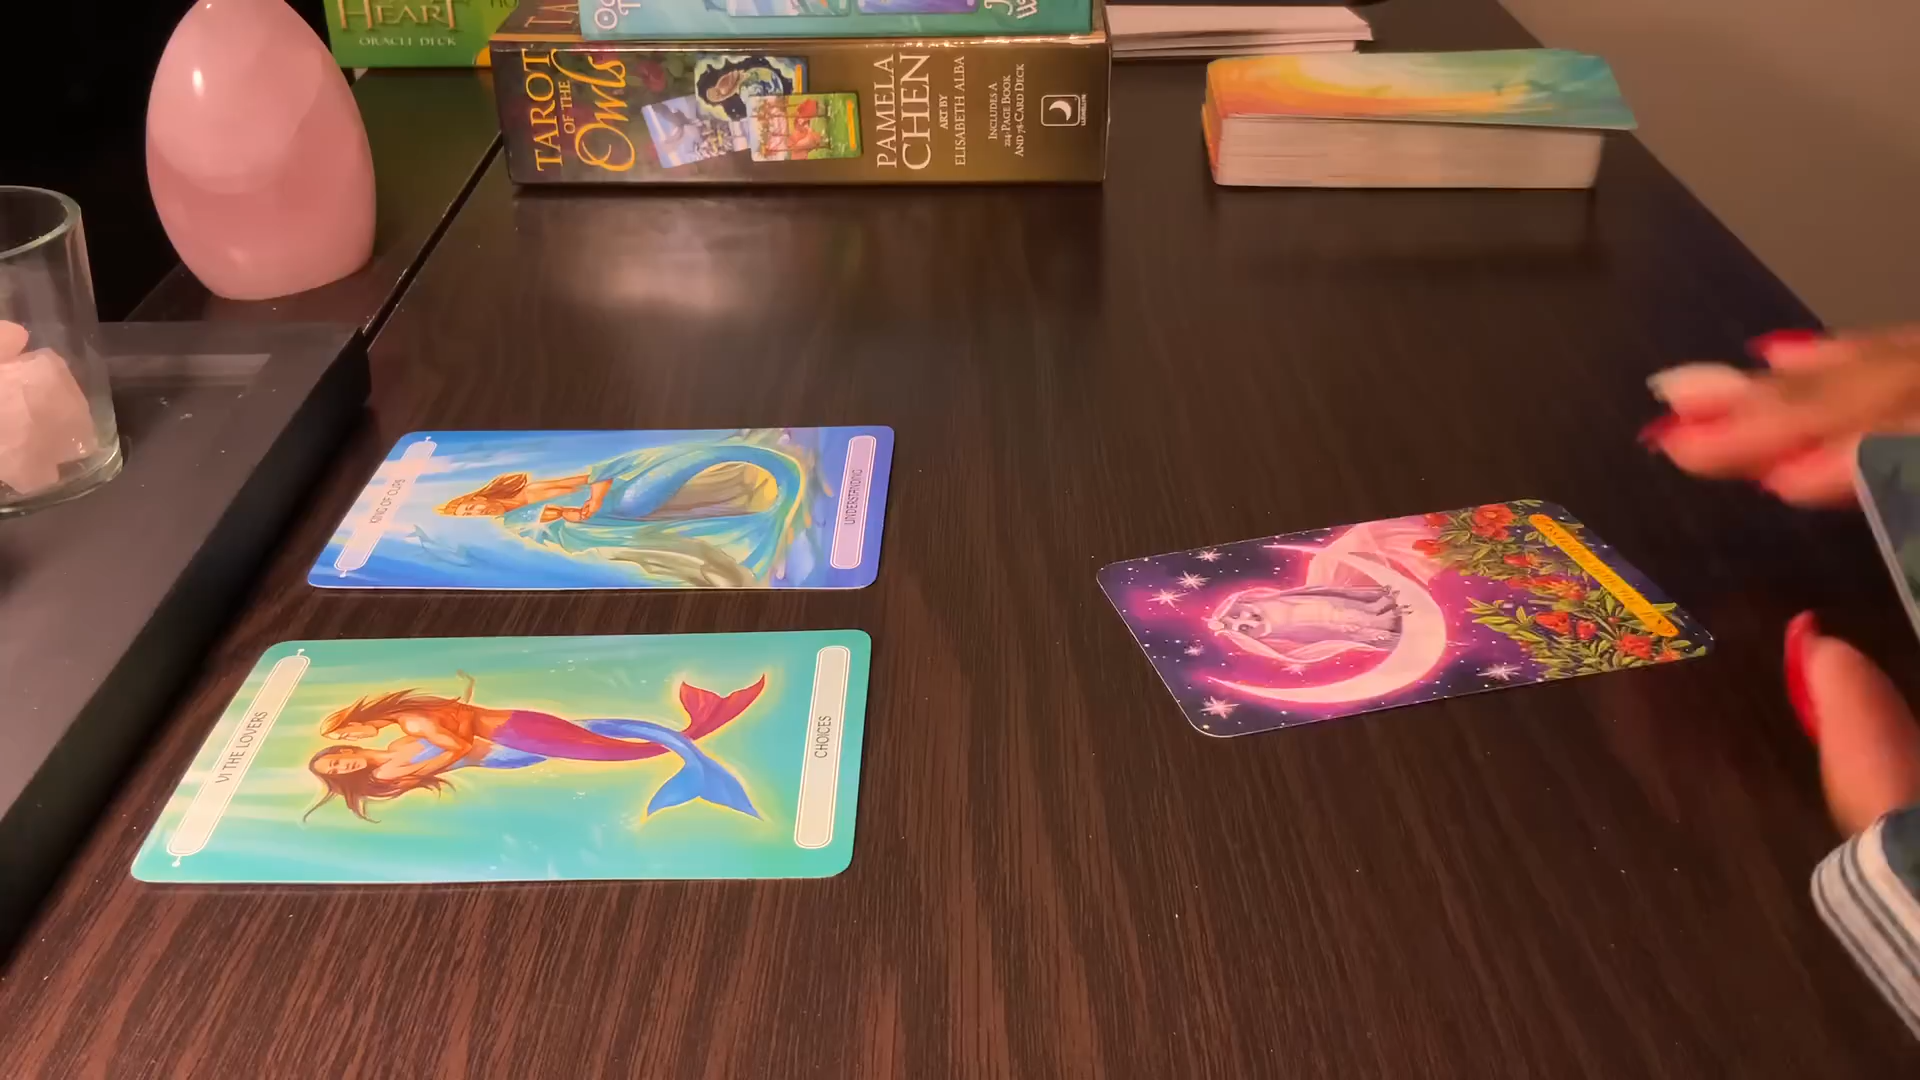 HEART
ORACLE DECK
TAROT
OF THE
Owls
PAMELA
CHEN
ART BY
ELISABETH ALBA
INCLUDES A
224-PAGE BOOK
AND 78-CARD DECK
KING OF CUPS
UNDERSTANDING
VI THE LOVERS
CHOICES